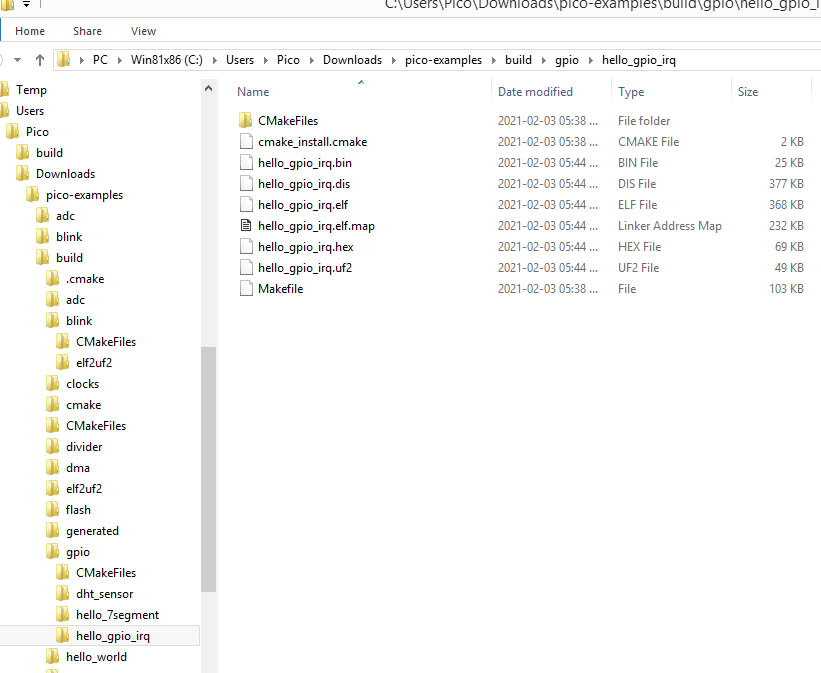 C:\Users\Pico\Downloads\pico-examples\build\gpio\hello_gpio_i
Home Share View
PC Win81x86 (C:) Users Pico Downloads pico-examples build gpio hello_gpio_irq
Temp
Users
Pico
build
Downloads
pico-examples
adc
blink
build
.cmake
adc
blink
CMakeFiles
elf2uf2
clocks
cmake
CMakeFiles
divider
dma
elf2uf2
flash
generated
gpio
CMakeFiles
dht_sensor
hello_7segment
hello_gpio_irq
hello_world
Name Date modified Type Size
CMakeFiles 2021-02-03 05:38 ... File folder
cmake_install.cmake 2021-02-03 05:38 ... CMAKE File 2 KB
hello_gpio_irq.bin 2021-02-03 05:44 ... BIN File 25 KB
hello_gpio_irq.dis 2021-02-03 05:44 ... DIS File 377 KB
hello_gpio_irq.elf 2021-02-03 05:44 ... ELF File 368 KB
hello_gpio_irq.elf.map 2021-02-03 05:44 ... Linker Address Map 232 KB
hello_gpio_irq.hex 2021-02-03 05:44 ... HEX File 69 KB
hello_gpio_irq.uf2 2021-02-03 05:44 ... UF2 File 49 KB
Makefile 2021-02-03 05:38 ... File 103 KB